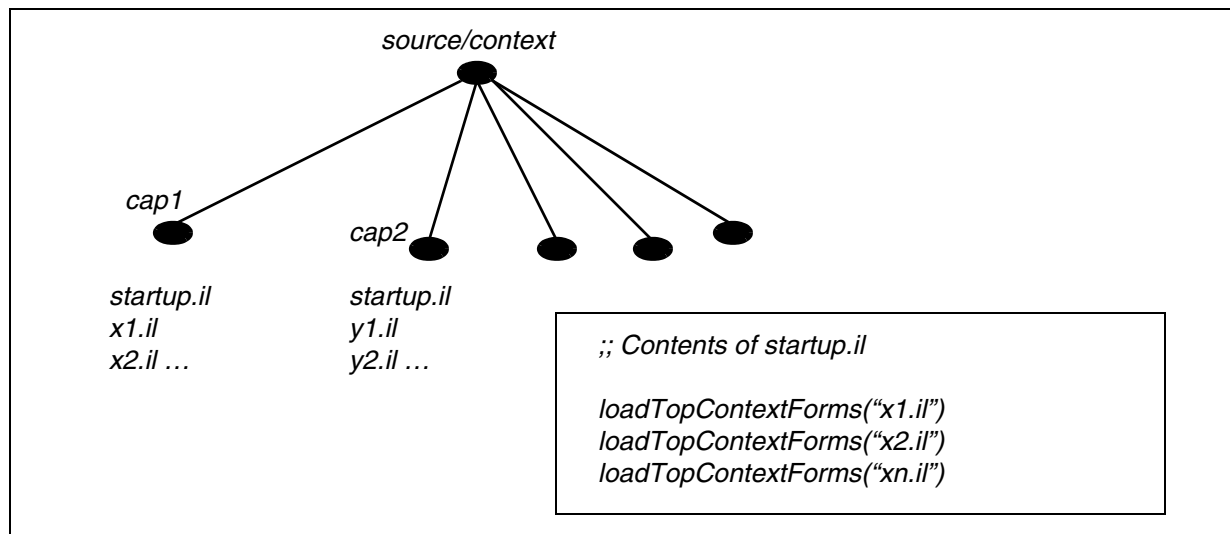 source/context
cap1
cap2
startup.il
x1.il
x2.il …
startup.il
y1.il
y2.il …
;; Contents of startup.il
loadTopContextForms(“x1.il”)
loadTopContextForms(“x2.il”)
loadTopContextForms(“xn.il”)